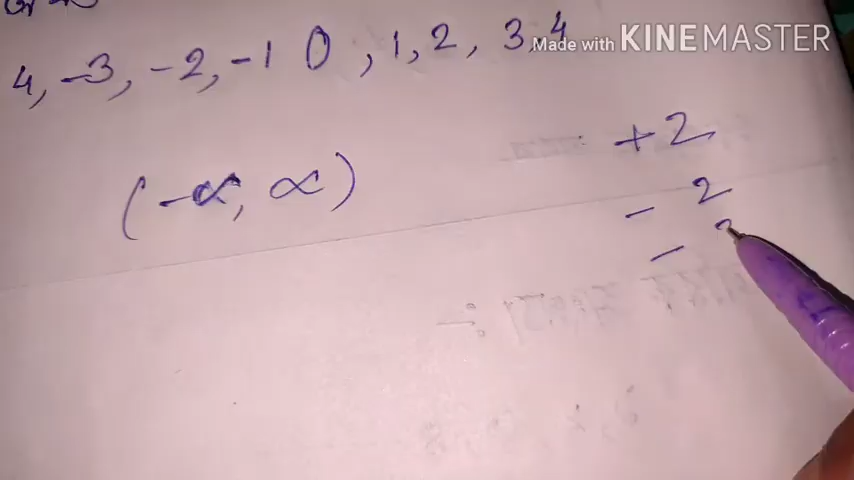 4, -3, -2, -1 0, 1, 2, 3, 4
Made with KINEMASTER
(-∝, ∝)
+2
- 2
-